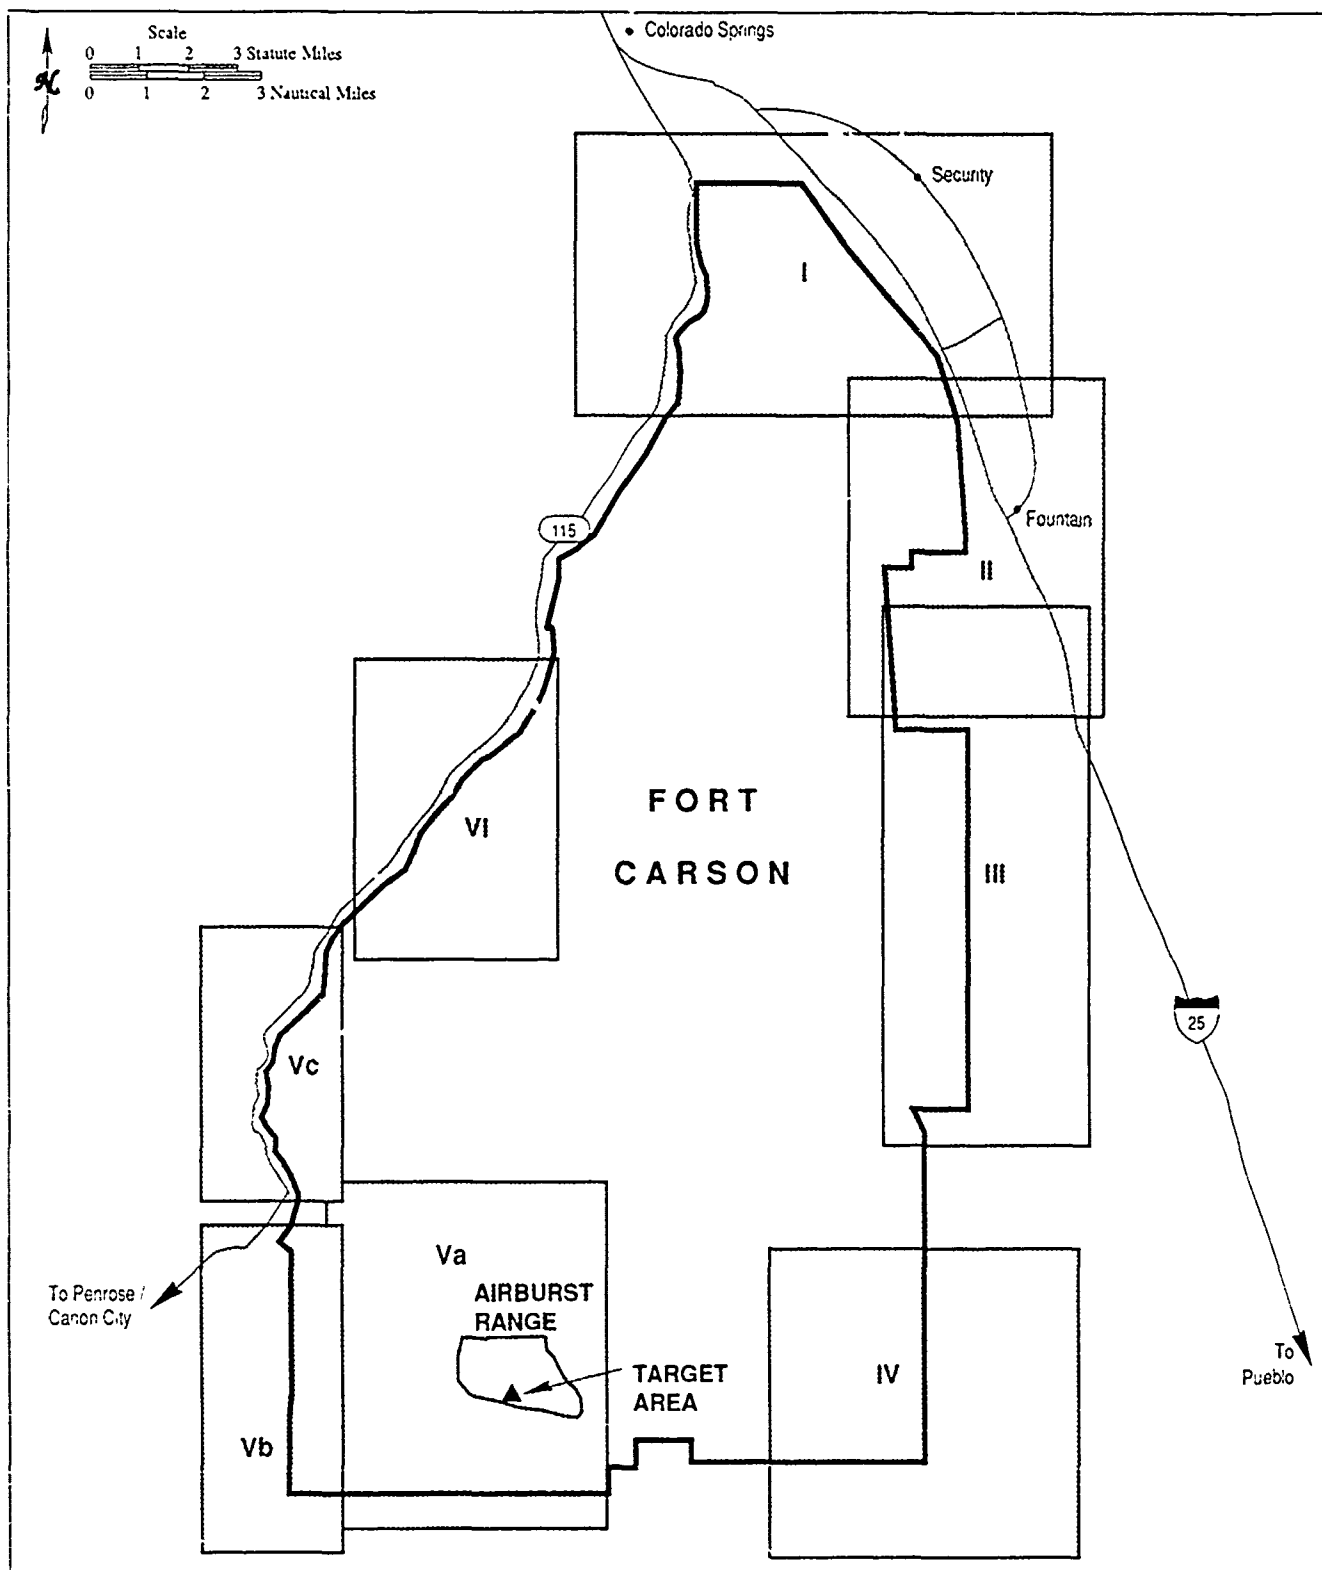 Scale
0 1 2 3 Statute Miles
0 1 2 3 Nautical Miles
N
Colorado Springs
Security
I
115
Fountain
II
FORT
CARSON
VI
III
25
Vc
Va
To Penrose /
Canon City
AIRBURST
RANGE
TARGET
AREA
IV
To
Pueblo
Vb